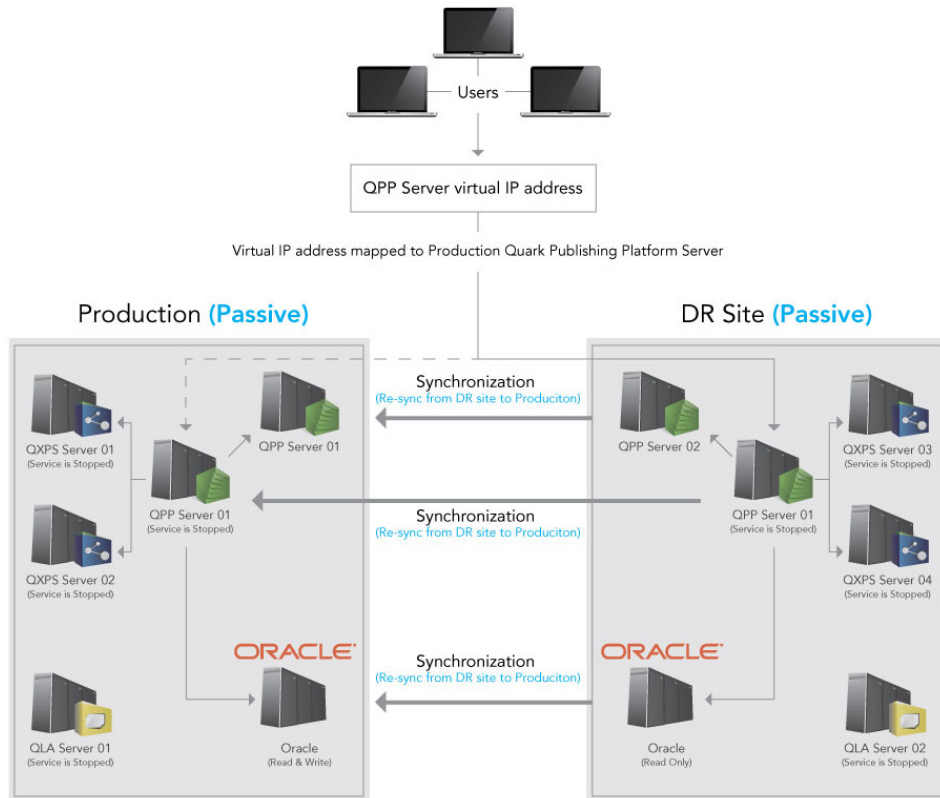 Users
QPP Server virtual IP address
Virtual IP address mapped to Production Quark Publishing Platform Server
Production (Passive)
DR Site (Passive)
QXPS Server 01
(Service is Stopped)
QPP Server 01
QPP Server 01
(Service is Stopped)
QXPS Server 02
(Service is Stopped)
ORACLE
QLA Server 01
(Service is Stopped)
Oracle
(Read & Write)
Synchronization
(Re-sync from DR site to Produciton)
Synchronization
(Re-sync from DR site to Produciton)
Synchronization
(Re-sync from DR site to Produciton)
QPP Server 02
QXPS Server 03
(Service is Stopped)
QPP Server 01
(Service is Stopped)
QXPS Server 04
(Service is Stopped)
ORACLE
Oracle
(Read Only)
QLA Server 02
(Service is Stopped)